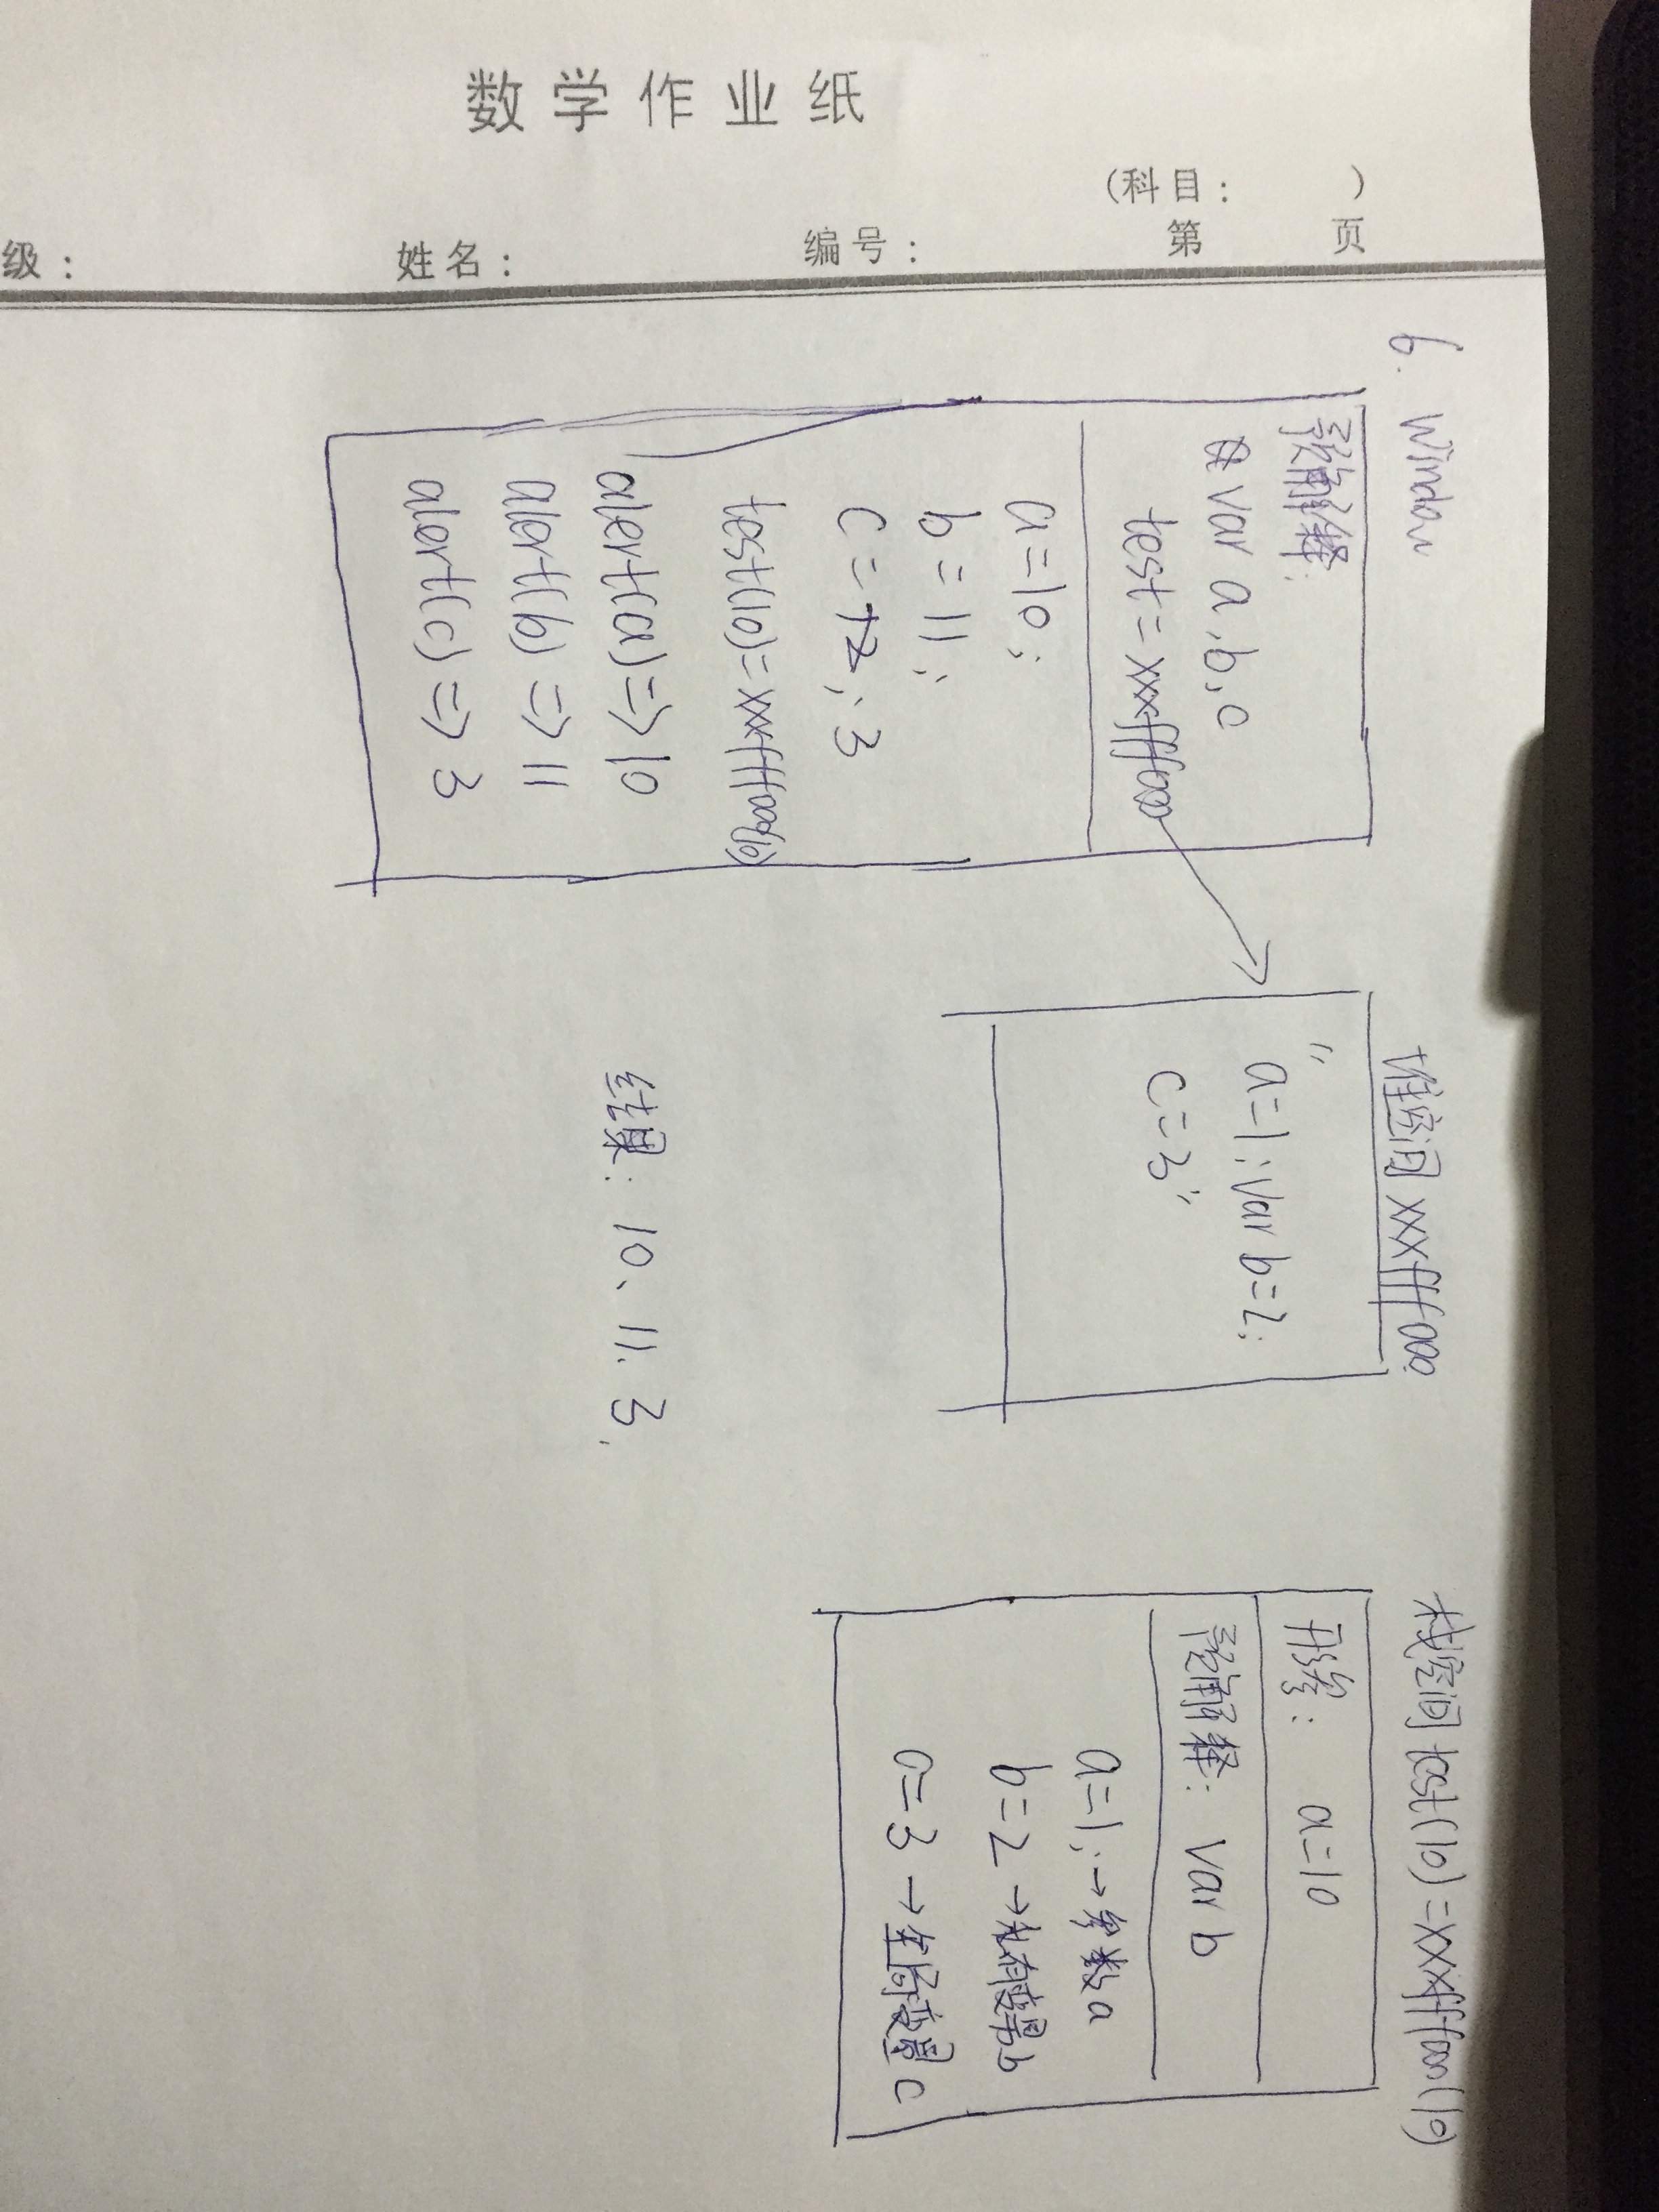 数学作业纸
(科目: )
级: 姓名: 编号: 第 页
6. Window
预解释:
var a,b,c
test = xxxfff000
a=10;
b=11;
c=12; 3
test(10)=xxxfff000(10)
alert(a)=>10
alert(b)=>11
alert(c)=>3
堆空间 xxxfff000
"a=1;var b=2;
c=3"
结果: 10、11、3.
栈空间 test(10)=xxxfff000(10)
形参: a=10
预解释: var b
a=1;→参数a
b=2→私有变量b
=3→全局变量c